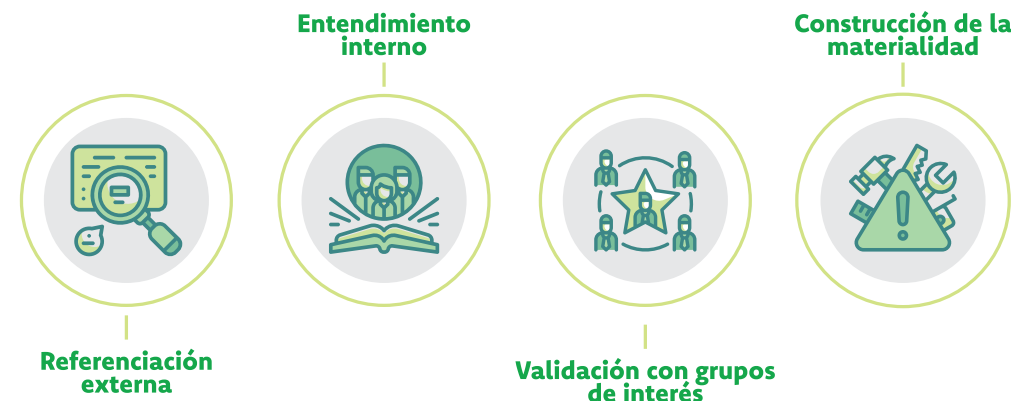 Referenciación
externa
Entendimiento
interno
Validación con grupos
de interés
Construcción de la
materialidad